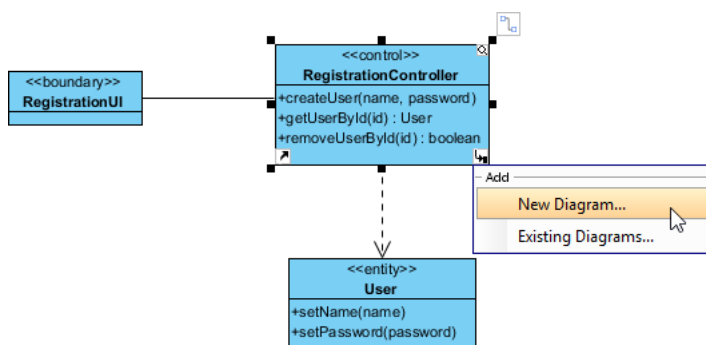 <<control>>
RegistrationController
+createUser(name, password)
+getUserById(id) : User
+removeUserById(id) : boolean
<<boundary>>
RegistrationUI
Add
New Diagram...
Existing Diagrams...
<<entity>>
User
+setName(name)
+setPassword(password)